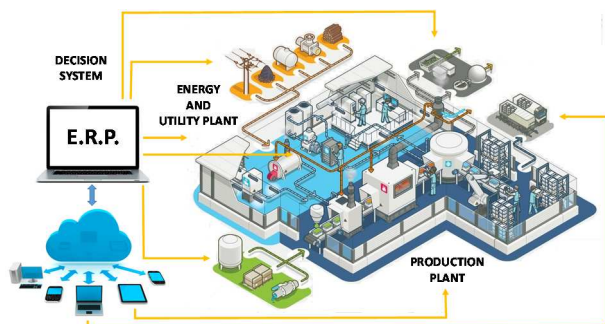 DECISION
SYSTEM
ENERGY
AND
UTILITY PLANT
E.R.P.
PRODUCTION
PLANT